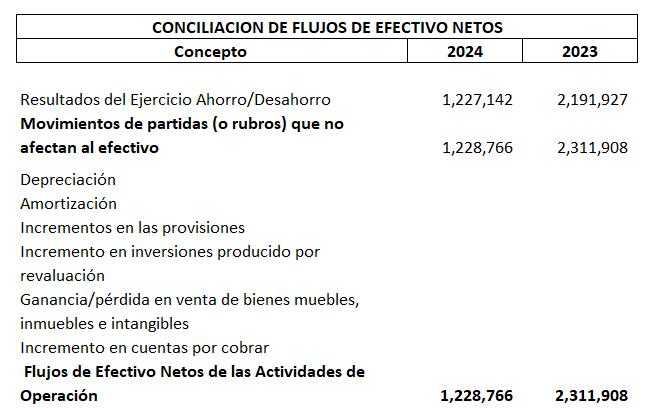 CONCILIACION DE FLUJOS DE EFECTIVO NETOS
Concepto 2024 2023
Resultados del Ejercicio Ahorro/Desahorro 1,227,142 2,191,927
Movimientos de partidas (o rubros) que no
afectan al efectivo 1,228,766 2,311,908
Depreciación
Amortización
Incrementos en las provisiones
Incremento en inversiones producido por
revaluación
Ganancia/pérdida en venta de bienes muebles,
inmuebles e intangibles
Incremento en cuentas por cobrar
Flujos de Efectivo Netos de las Actividades de
Operación 1,228,766 2,311,908